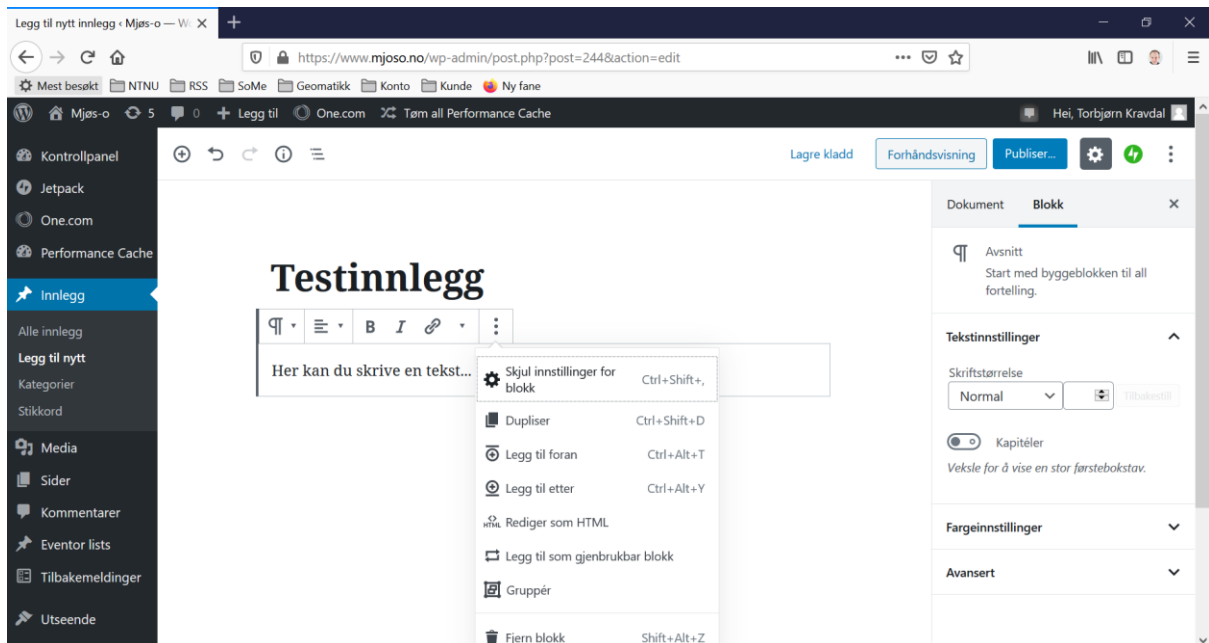 Legg til nytt innlegg ‹ Mjøs-o — W
https://www.mjoso.no/wp-admin/post.php?post=244&action=edit
Mest besøkt NTNU RSS SoMe Geomatikk Konto Kunde Ny fane
Mjøs-o 5 0 Legg til One.com Tøm all Performance Cache Hei, Torbjørn Kravdal
Kontrollpanel
Jetpack
One.com
Performance Cache
Innlegg
Alle innlegg
Legg til nytt
Kategorier
Stikkord
Media
Sider
Kommentarer
Eventor lists
Tilbakemeldinger
Utseende
Lagre kladd Forhåndsvisning Publiser...
Testinnlegg
B I
Her kan du skrive en tekst...
Skjul innstillinger for
blokk Ctrl+Shift+,
Dupliser Ctrl+Shift+D
Legg til foran Ctrl+Alt+T
Legg til etter Ctrl+Alt+Y
HTML Rediger som HTML
Legg til som gjenbrukbar blokk
Gruppér
Fjern blokk Shift+Alt+Z
Dokument Blokk
Avsnitt
Start med byggeblokken til all
fortelling.
Tekstinnstillinger
Skriftstørrelse
Normal Tilbakestill
Kapitéler
Veksle for å vise en stor førstebokstav.
Fargeinnstillinger
Avansert